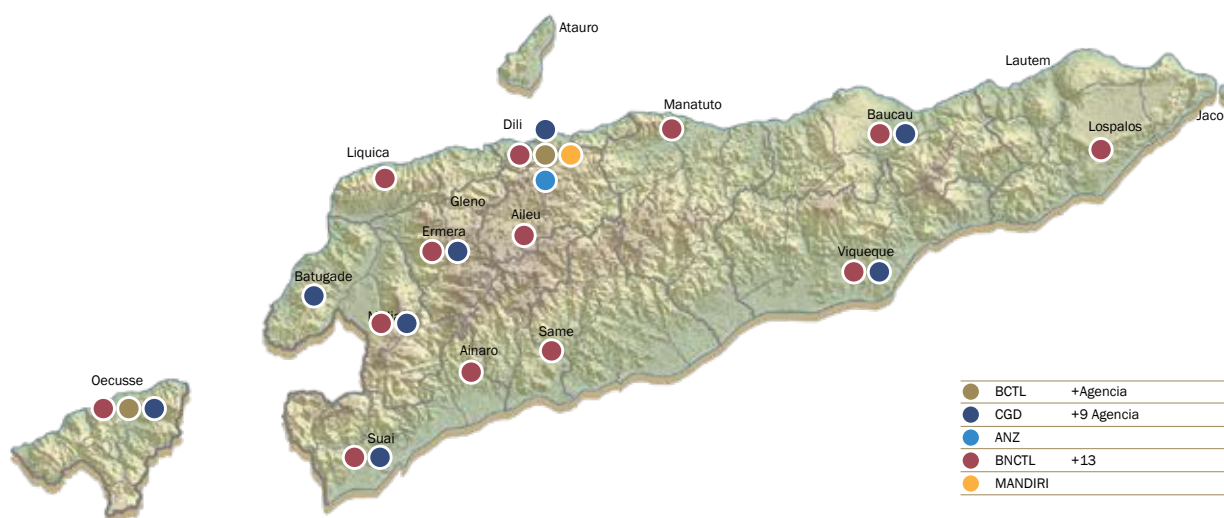 Atauro
Lautem
Manatuto
Baucau
Jaco
Dili
Lospalos
Liquica
Gleno
Aileu
Ermera
Viqueque
Batugade
Same
Ainaro
Oecusse
Suai
BCTL +Agencia
CGD +9 Agencia
ANZ
BNCTL +13
MANDIRI